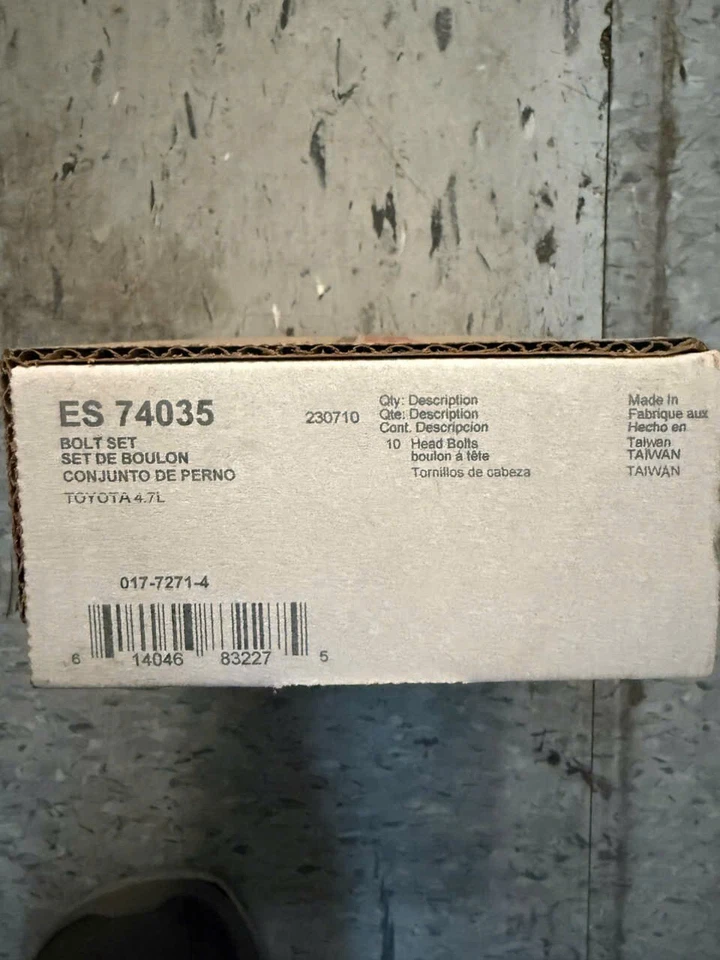 ES 74035
BOLT SET
SET DE BOULON
CONJUNTO DE PERNO
TOYOTA 4.7L
230710
Qty: Description
Qte: Description
Cont. Descripcion
10 Head Bolts
boulon á tête
Tornillos de cabeza
Made In
Fabrique aux
Hecho en
Taiwan
TAIWAN
TAIWAN
017-7271-4
6 14046 83227 5